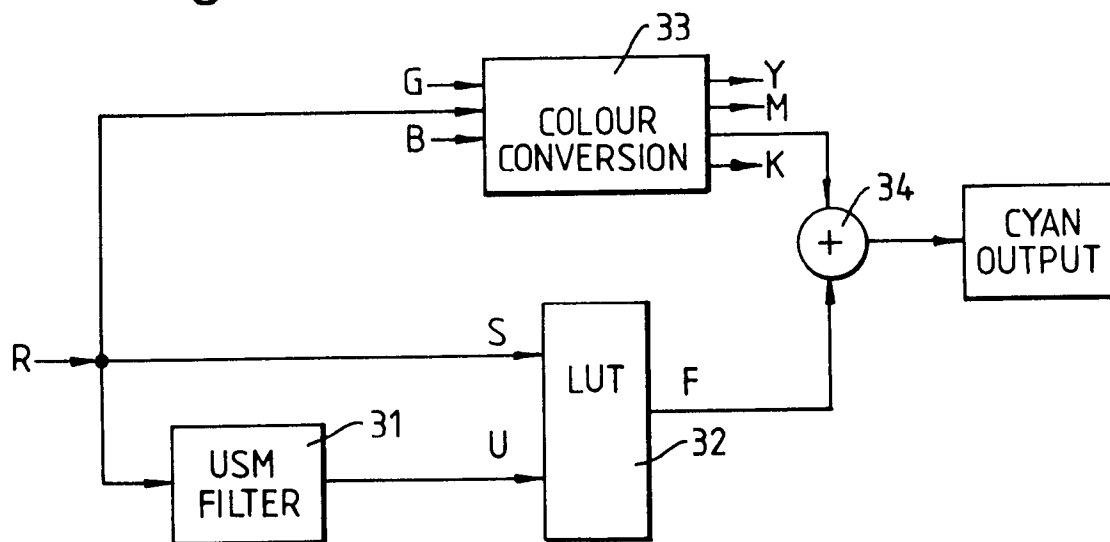 33
G
B
COLOUR
CONVERSION
Y
M
K
34
+
CYAN
OUTPUT
R
S
LUT
F
32
31
USM
FILTER
U